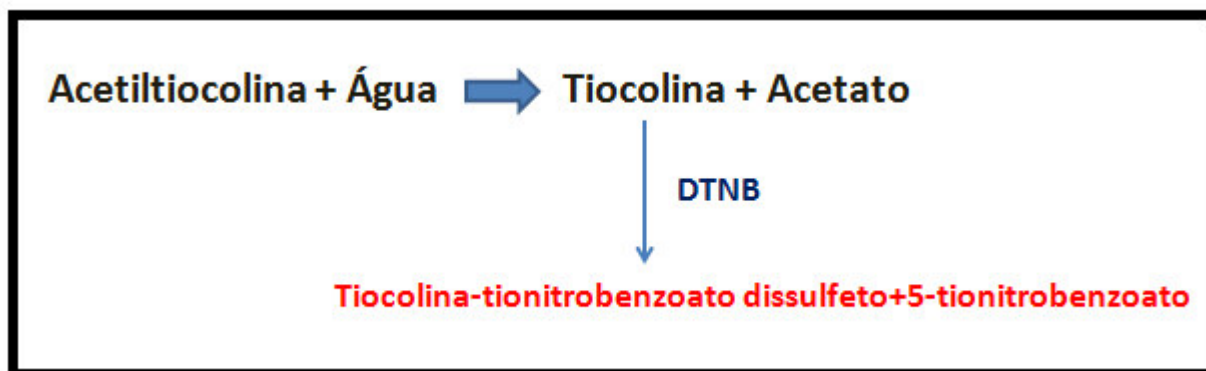 Acetiltiocolina + Água Tiocolina + Acetato
DTNB
Tiocolina-tionitrobenzoato dissulfeto+5-tionitrobenzoato